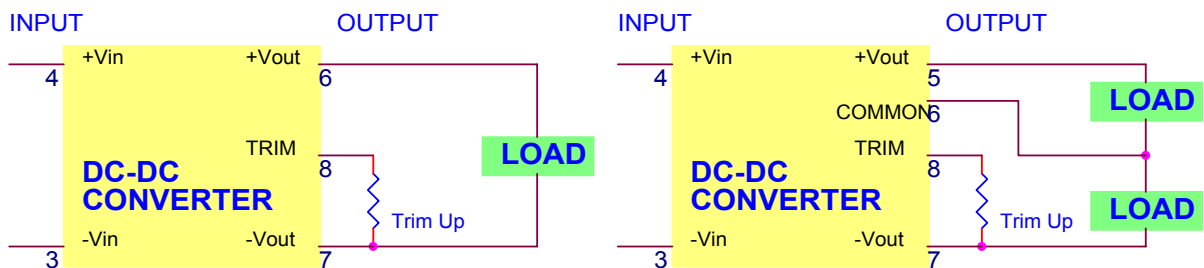 INPUT OUTPUT
+Vin +Vout
4 6
TRIM
8
LOAD
DC-DC
CONVERTER
Trim Up
-Vin -Vout
3 7
INPUT OUTPUT
+Vin +Vout
4 5
LOAD
COMMON 6
TRIM
8
DC-DC
CONVERTER
LOAD
Trim Up
-Vin -Vout
3 7